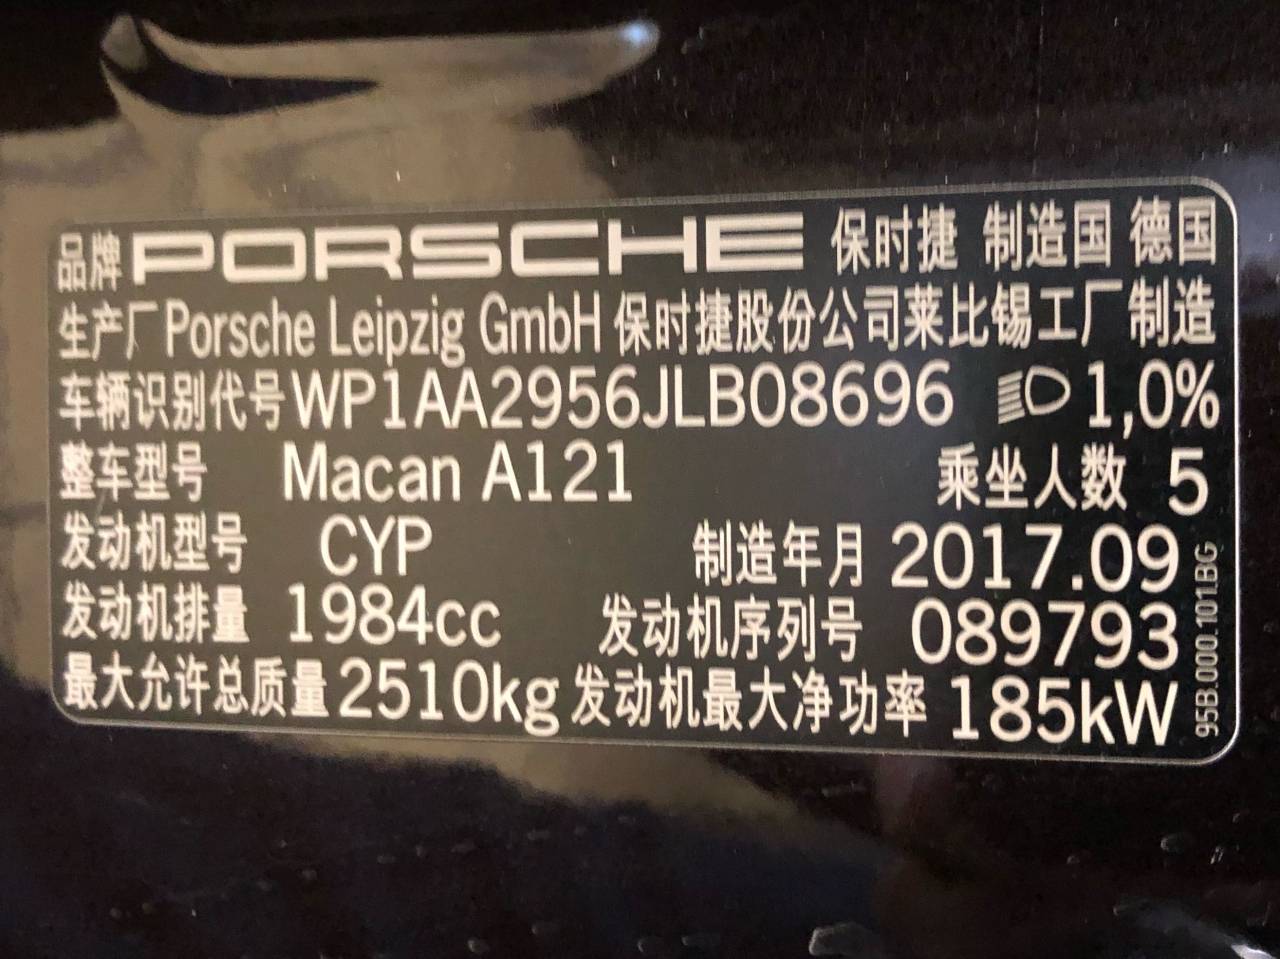 品牌 PORSCHE 保时捷 制造国 德国
生产厂 Porsche Leipzig GmbH 保时捷股份公司莱比锡工厂 制造
车辆识别代号 WP1AA2956JLB08696 1,0%
整车型号 Macan A121 乘坐人数 5
发动机型号 CYP 制造年月 2017.09
发动机排量 1984cc 发动机序列号 089793
最大允许总质量 2510kg 发动机最大净功率 185kW
95B.000.101.BG